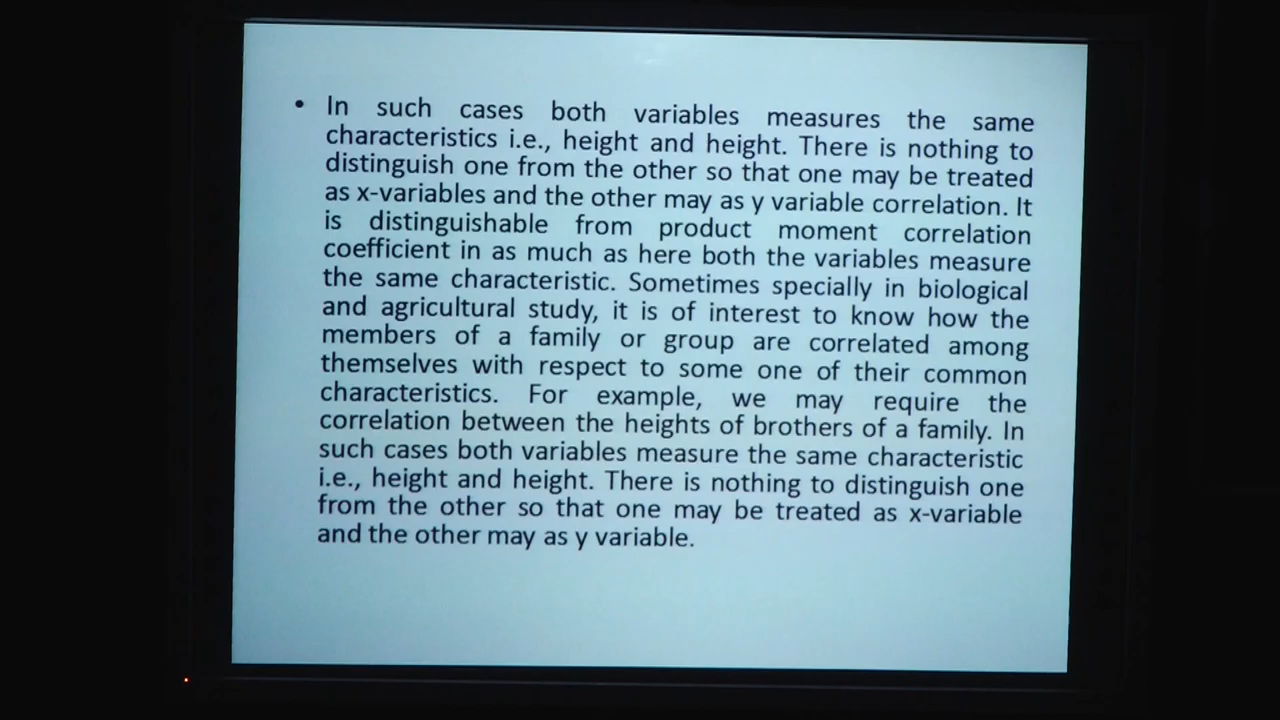 • In such cases both variables measures the same
characteristics i.e., height and height. There is nothing to
distinguish one from the other so that one may be treated
as x-variables and the other may as y variable correlation. It
is distinguishable from product moment correlation
coefficient in as much as here both the variables measure
the same characteristic. Sometimes specially in biological
and agricultural study, it is of interest to know how the
members of a family or group are correlated among
themselves with respect to some one of their common
characteristics. For example, we may require the
correlation between the heights of brothers of a family. In
such cases both variables measure the same characteristic
i.e., height and height. There is nothing to distinguish one
from the other so that one may be treated as x-variable
and the other may as y variable.